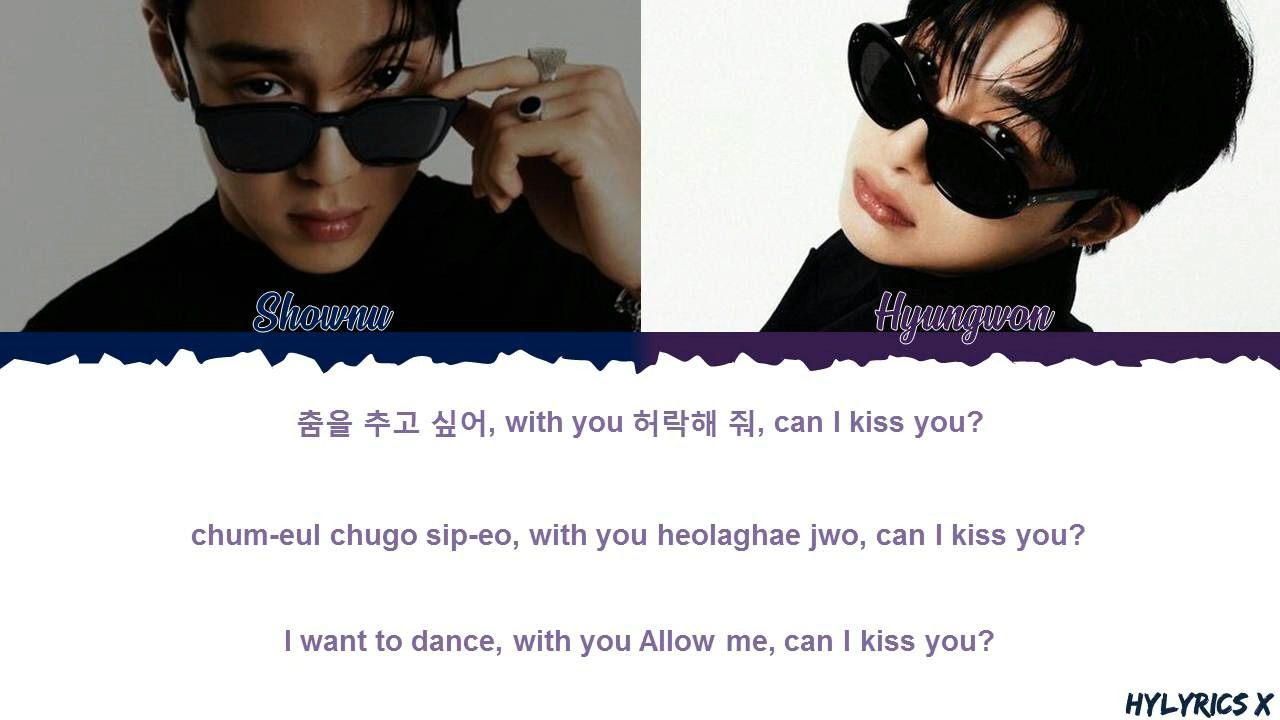 Shownu
Hyungwon
춤을 추고 싶어, with you 허락해 줘, can I kiss you?
chum-eul chugo sip-eo, with you heolaghae jwo, can I kiss you?
I want to dance, with you Allow me, can I kiss you?
HYLYRICS X